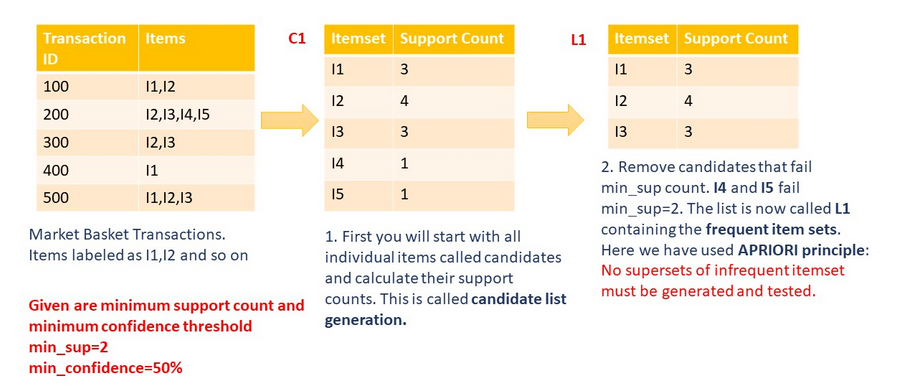 Transaction ID Items
100 I1,I2
200 I2,I3,I4,I5
300 I2,I3
400 I1
500 I1,I2,I3
Market Basket Transactions.
Items labeled as I1,I2 and so on
Given are minimum support count and
minimum confidence threshold
min_sup=2
min_confidence=50%
C1
Itemset Support Count
I1 3
I2 4
I3 3
I4 1
I5 1
1. First you will start with all
individual items called candidates
and calculate their support
counts. This is called candidate list
generation.
L1
Itemset Support Count
I1 3
I2 4
I3 3
2. Remove candidates that fail
min_sup count. I4 and I5 fail
min_sup=2. The list is now called L1
containing the frequent item sets.
Here we have used APRIORI principle:
No supersets of infrequent itemset
must be generated and tested.